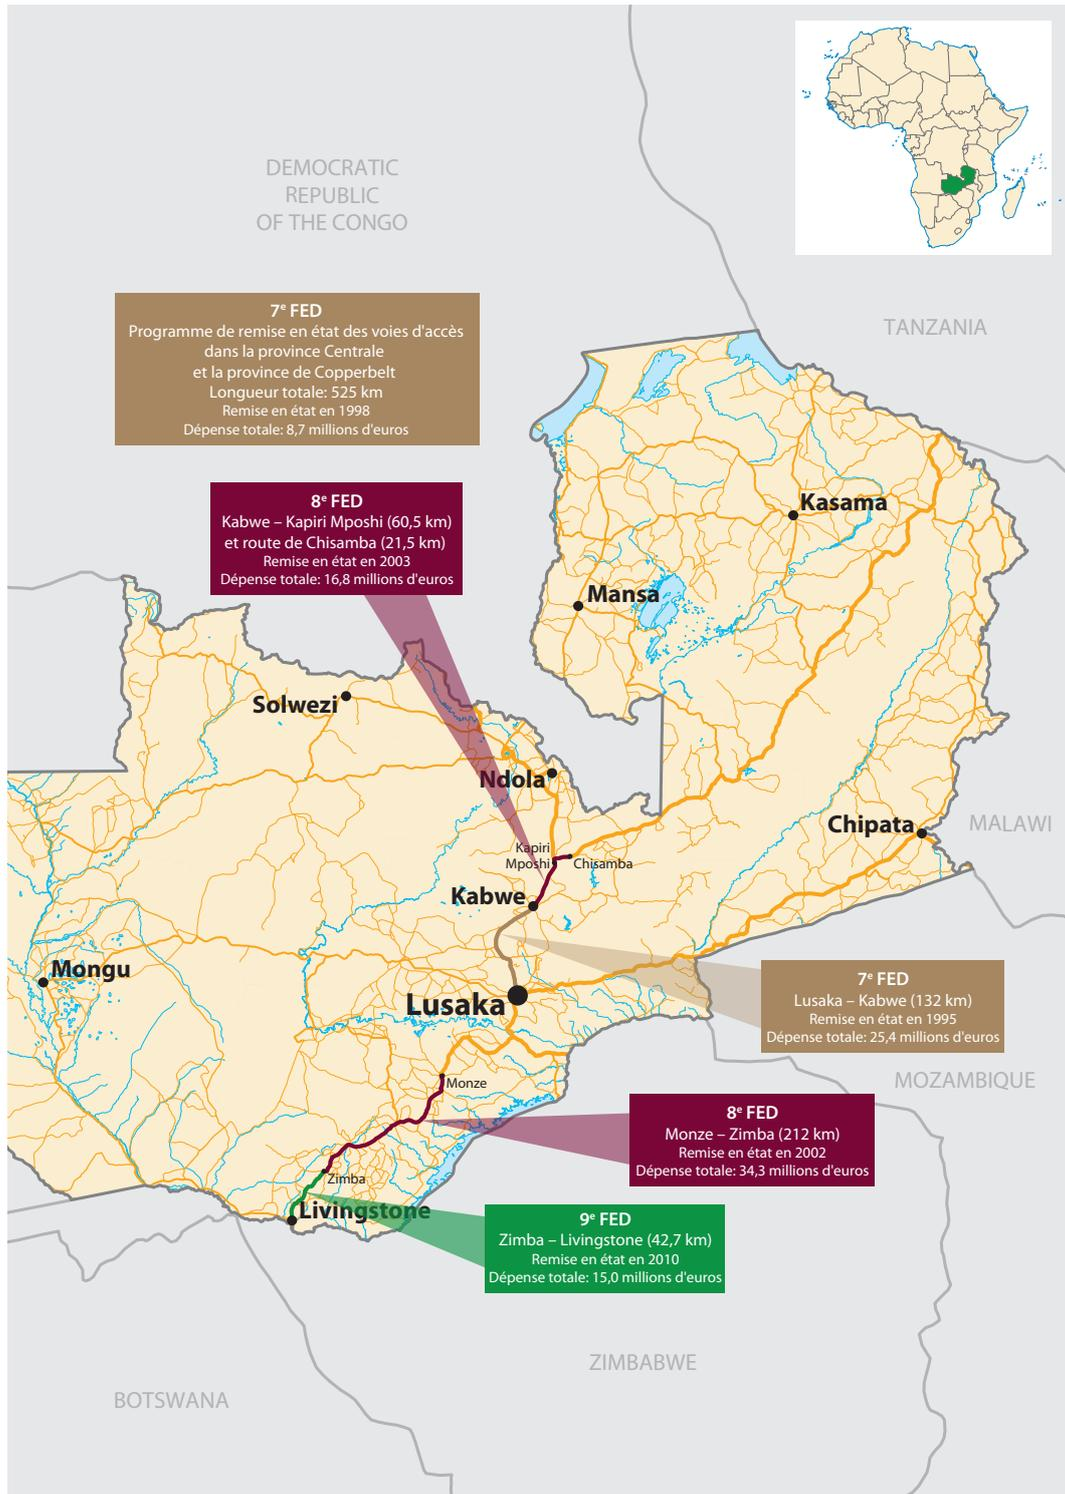 DEMOCRATIC
REPUBLIC
OF THE CONGO
TANZANIA
7e FED
Programme de remise en état des voies d'accès
dans la province Centrale
et la province de Copperbelt
Longueur totale: 525 km
Remise en état en 1998
Dépense totale: 8,7 millions d'euros
8e FED
Kabwe – Kapiri Mposhi (60,5 km)
et route de Chisamba (21,5 km)
Remise en état en 2003
Dépense totale: 16,8 millions d'euros
Kasama
Mansa
Solwezi
Ndola
Chipata
MALAWI
Kapiri
Mposhi
Chisamba
Kabwe
Mongu
Lusaka
7e FED
Lusaka – Kabwe (132 km)
Remise en état en 1995
Dépense totale: 25,4 millions d'euros
MOZAMBIQUE
Monze
8e FED
Monze – Zimba (212 km)
Remise en état en 2002
Dépense totale: 34,3 millions d'euros
Zimba
Livingstone
9e FED
Zimba – Livingstone (42,7 km)
Remise en état en 2010
Dépense totale: 15,0 millions d'euros
ZIMBABWE
BOTSWANA